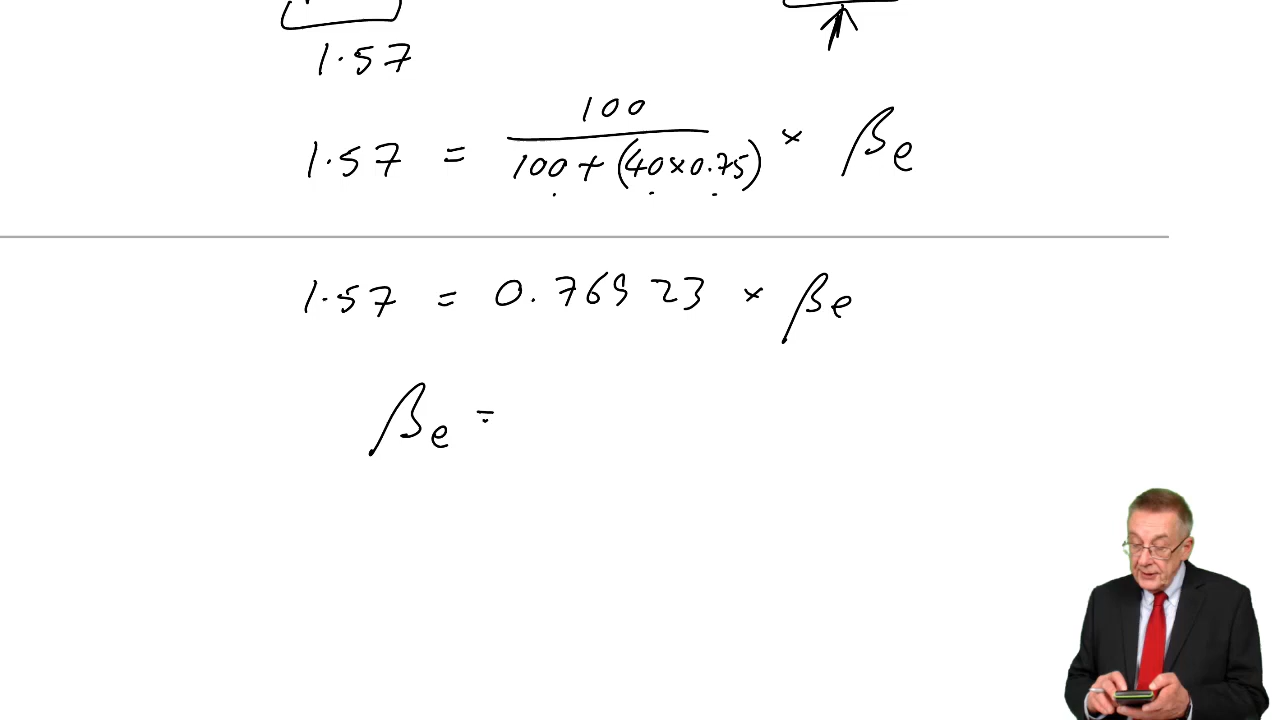 1.57
1.57 = 100 / 100 + (40 × 0.75) × βe
1.57 = 0.76923 × βe
βe =